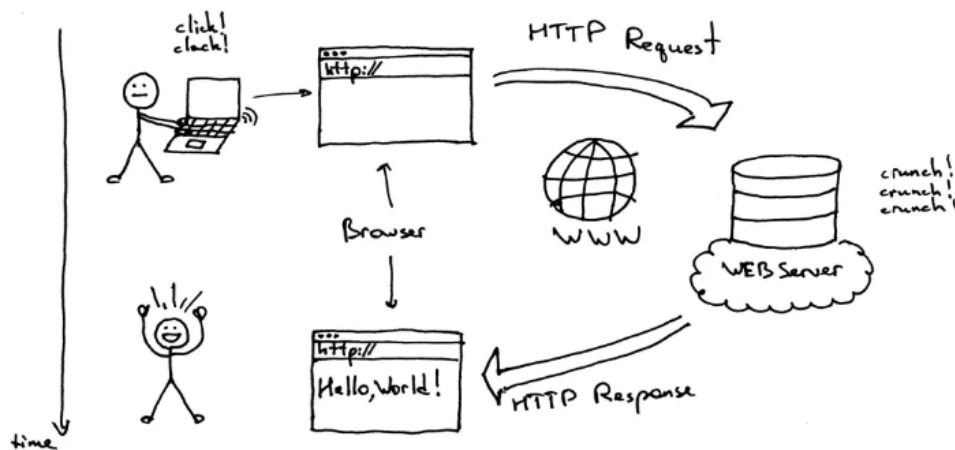 click!
clack!
HTTP Request
http://
crunch!
crunch!
crunch!
Browser
WWW
WEB Server
http://
Hello, World!
HTTP Response
time